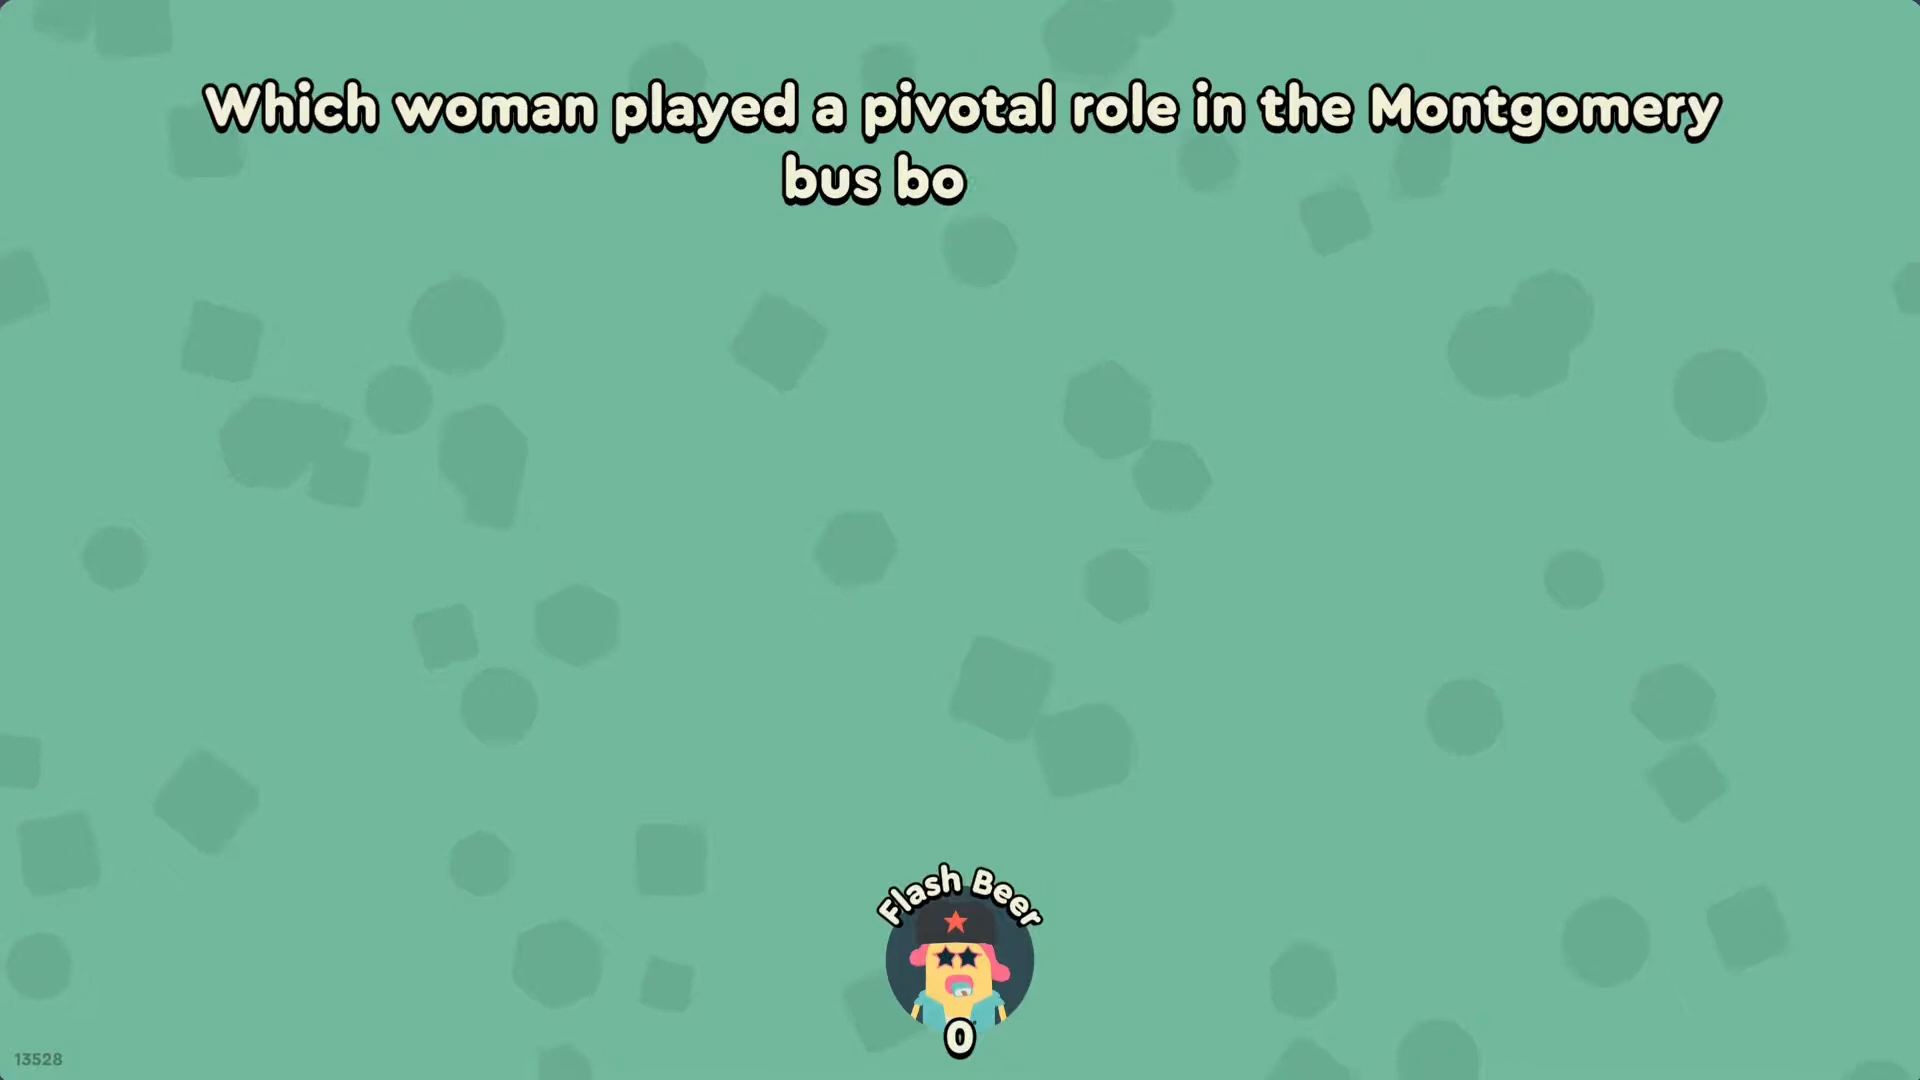 Which woman played a pivotal role in the Montgomery
bus bo
Flash Beer
0
13528